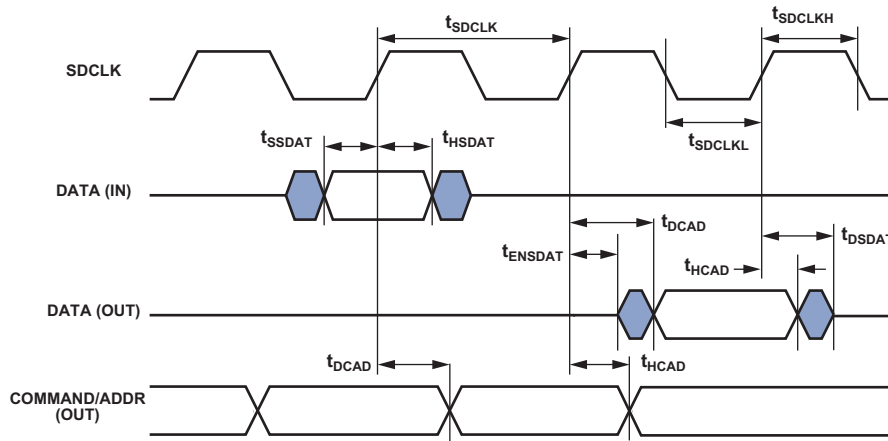 tSDCLK
tSDCLKH
SDCLK
tSSDAT
tHSDAT
tSDCLKL
DATA (IN)
tDCAD
tDSDAT
tENSDAT
tHCAD
DATA (OUT)
tDCAD
tHCAD
COMMAND/ADDR
(OUT)